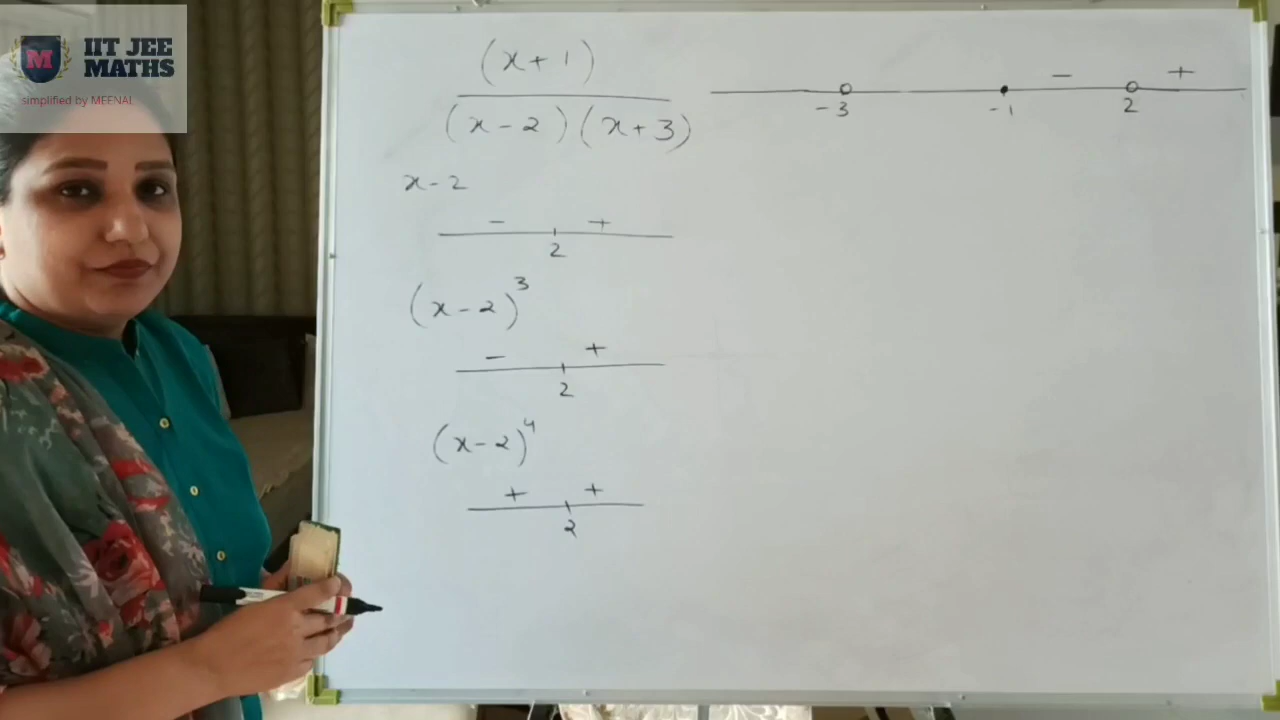 IIT JEE
MATHS
simplified by MEENAL
M
(x+1)
(x-2)(x+3)
- +
-3 -1 2
x-2
- +
2
(x-2)^3
- +
2
(x-2)^4
+ +
2